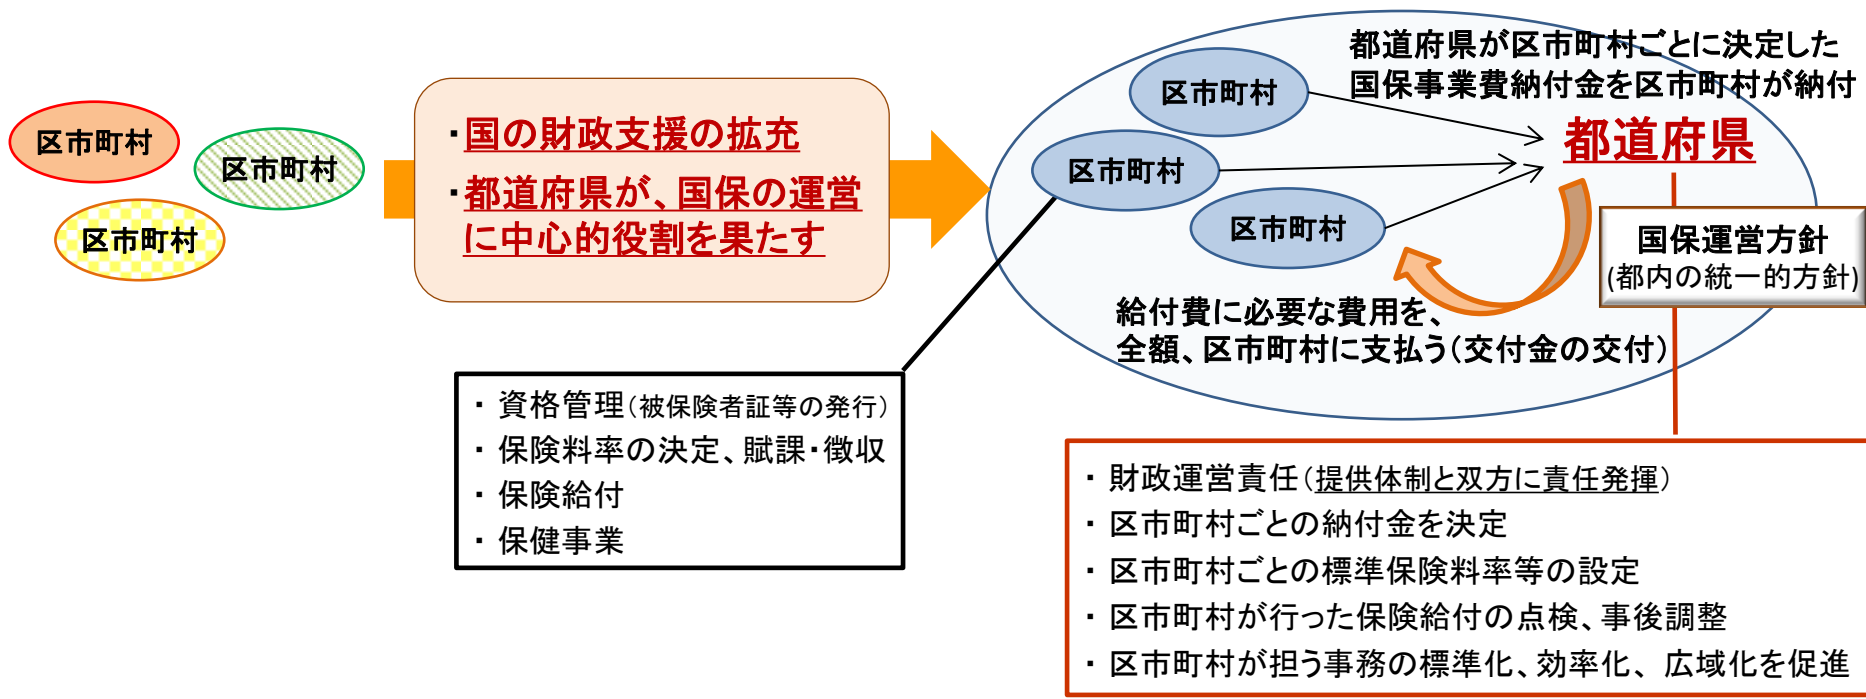 区市町村
区市町村
区市町村
・国の財政支援の拡充
・都道府県が、国保の運営
に中心的役割を果たす
都道府県が区市町村ごとに決定した
国保事業費納付金を区市町村が納付
区市町村
区市町村
区市町村
都道府県
国保運営方針
(都内の統一的方針)
給付費に必要な費用を、
全額、区市町村に支払う(交付金の交付)
・ 資格管理(被保険者証等の発行)
・ 保険料率の決定、賦課・徴収
・ 保険給付
・ 保健事業
・ 財政運営責任(提供体制と双方に責任発揮)
・ 区市町村ごとの納付金を決定
・ 区市町村ごとの標準保険料率等の設定
・ 区市町村が行った保険給付の点検、事後調整
・ 区市町村が担う事務の標準化、効率化、広域化を促進